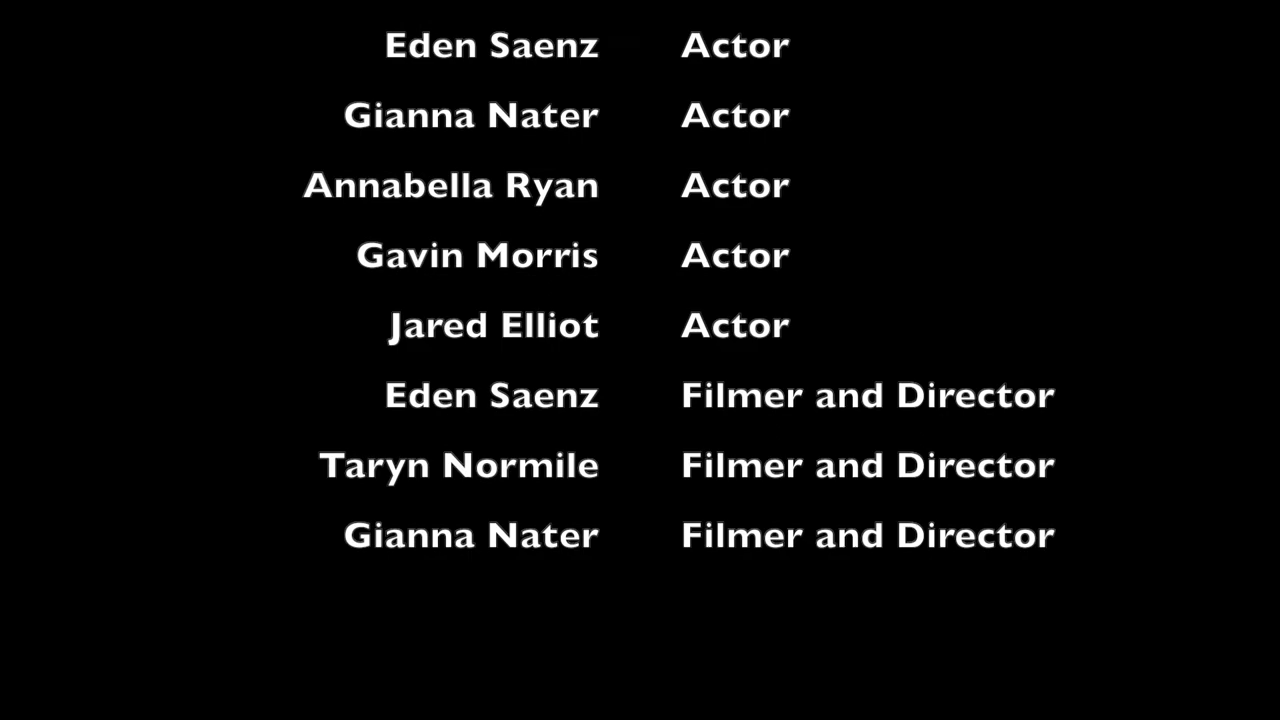 Eden Saenz Actor
Gianna Nater Actor
Annabella Ryan Actor
Gavin Morris Actor
Jared Elliot Actor
Eden Saenz Filmer and Director
Taryn Normile Filmer and Director
Gianna Nater Filmer and Director